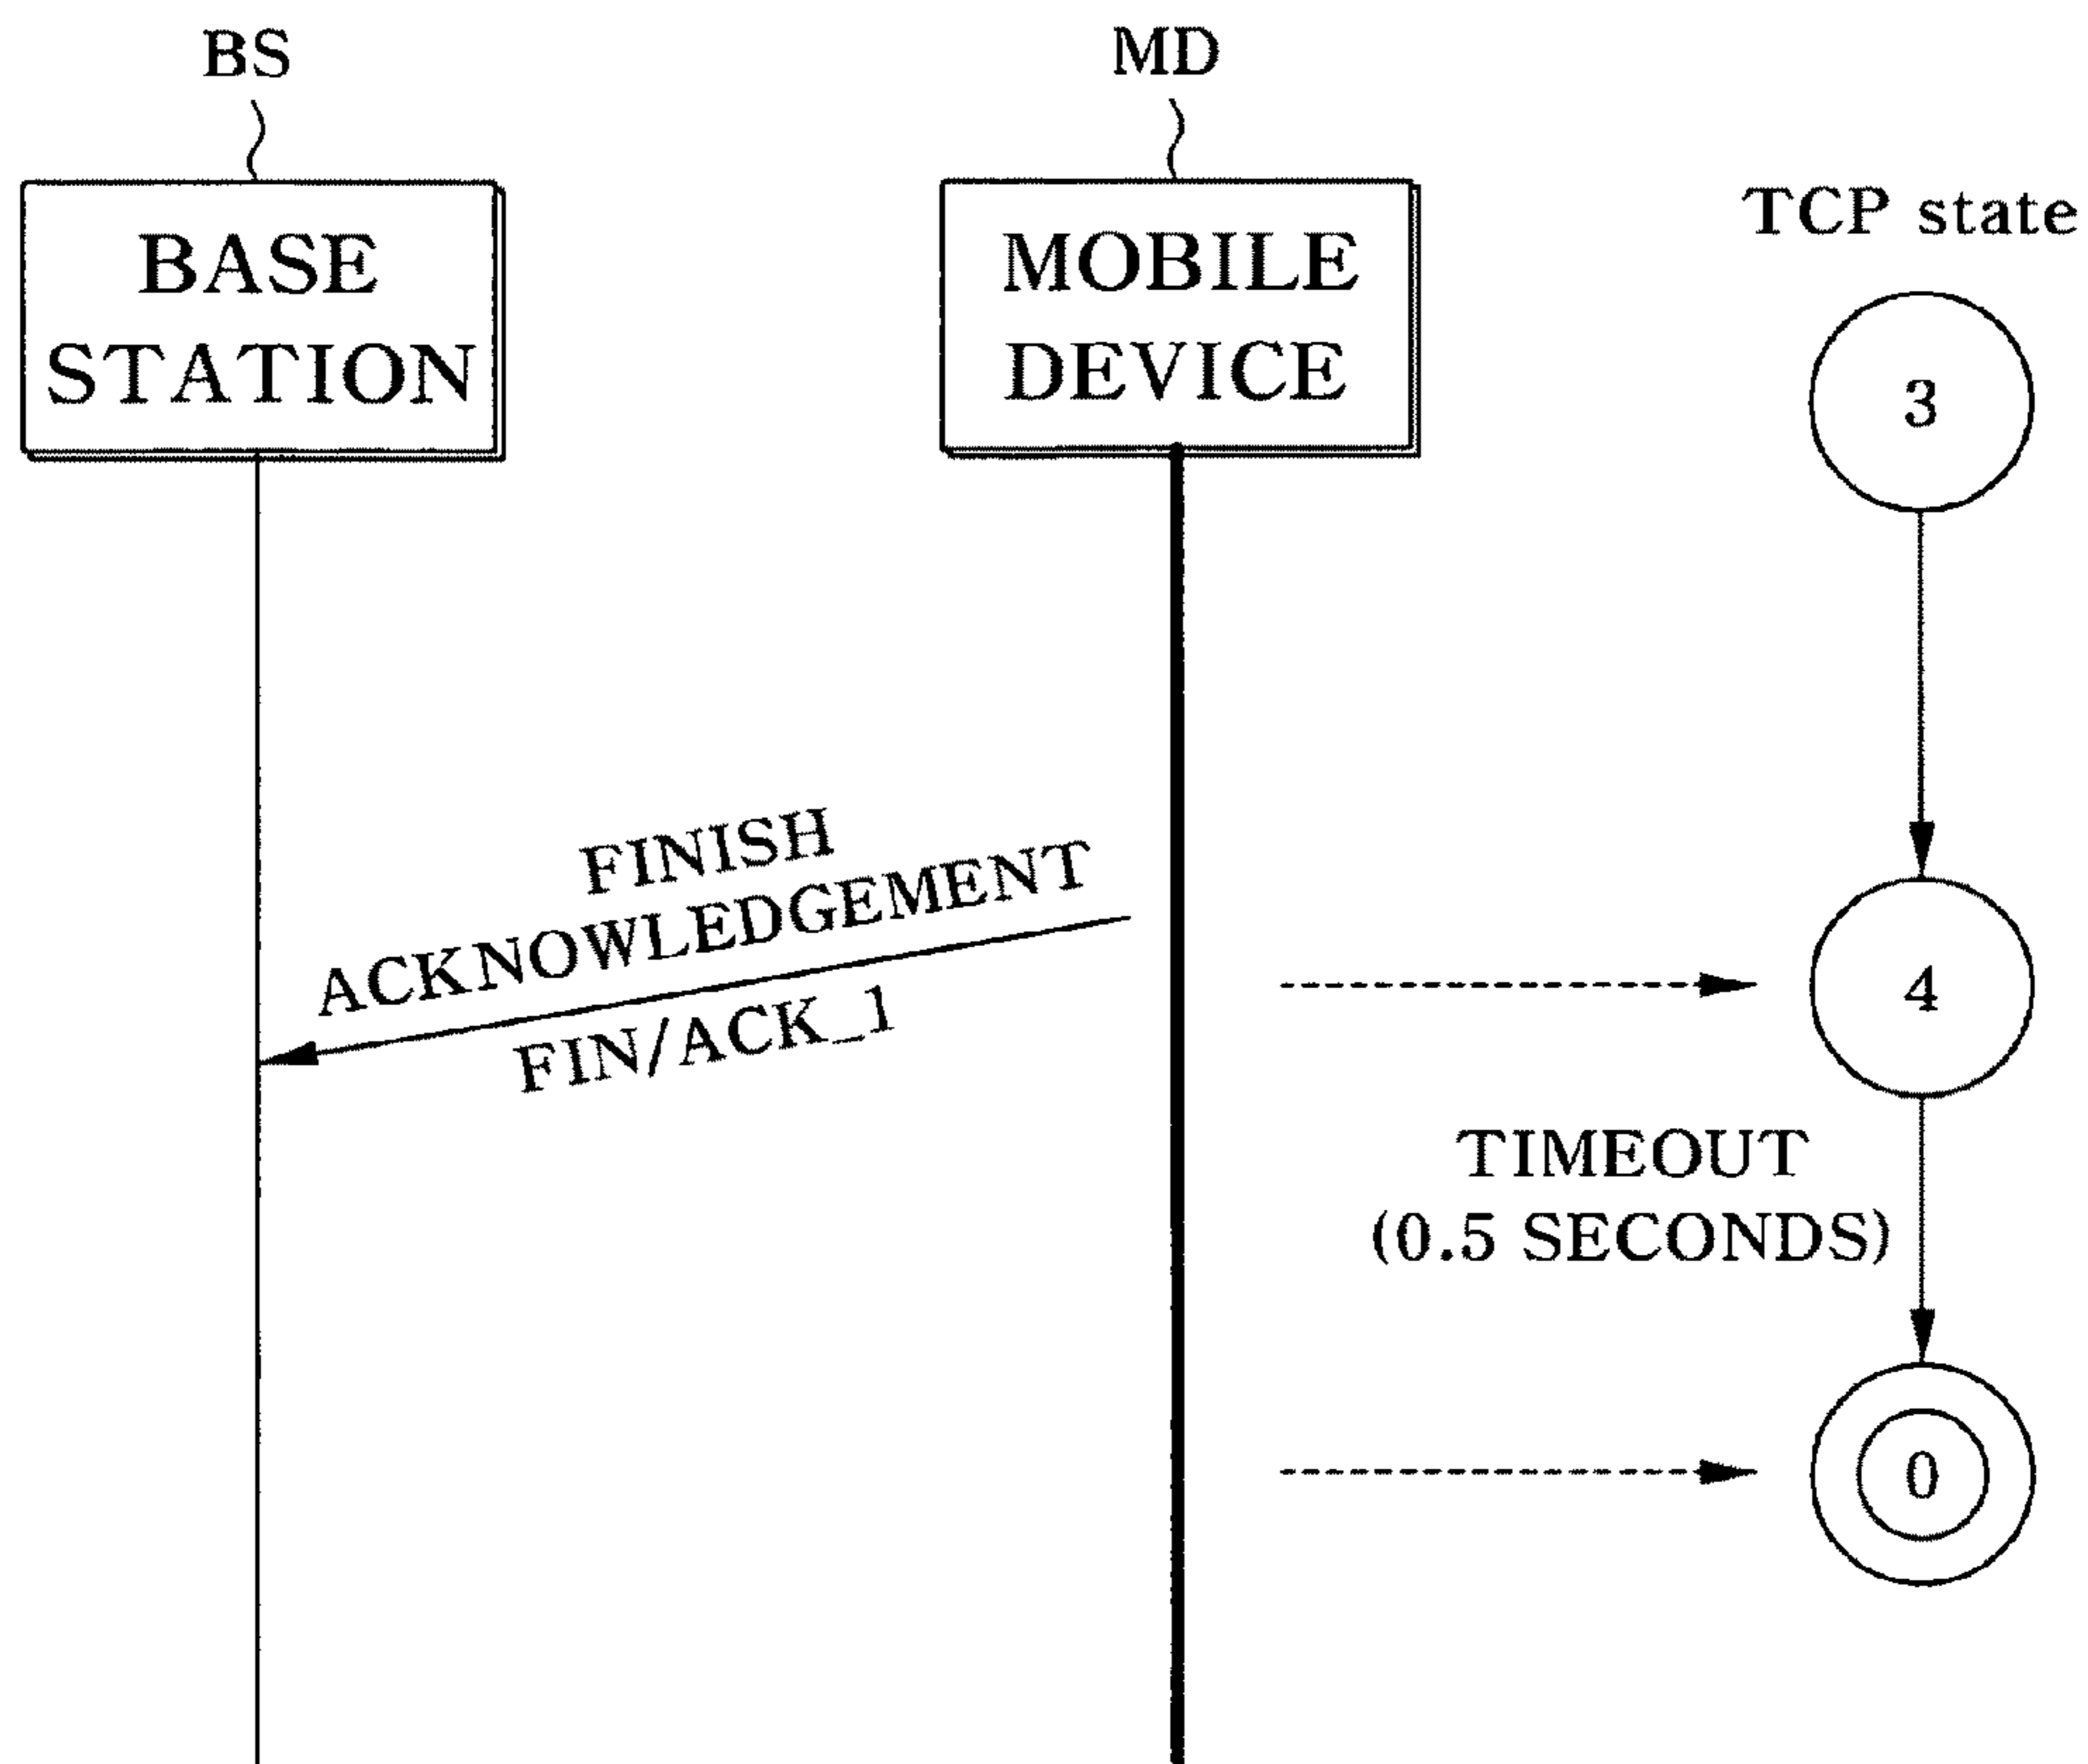 BS
MD
BASE
STATION
MOBILE
DEVICE
TCP state
3
FINISH
ACKNOWLEDGEMENT
FIN/ACK_1
4
TIMEOUT
(0.5 SECONDS)
0